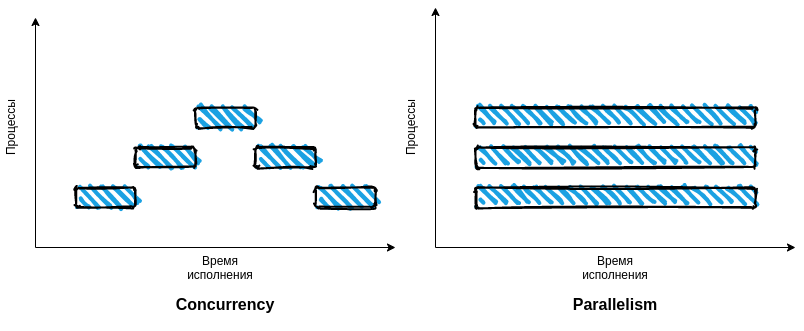 Процессы
Время
исполнения
Concurrency
Процессы
Время
исполнения
Parallelism